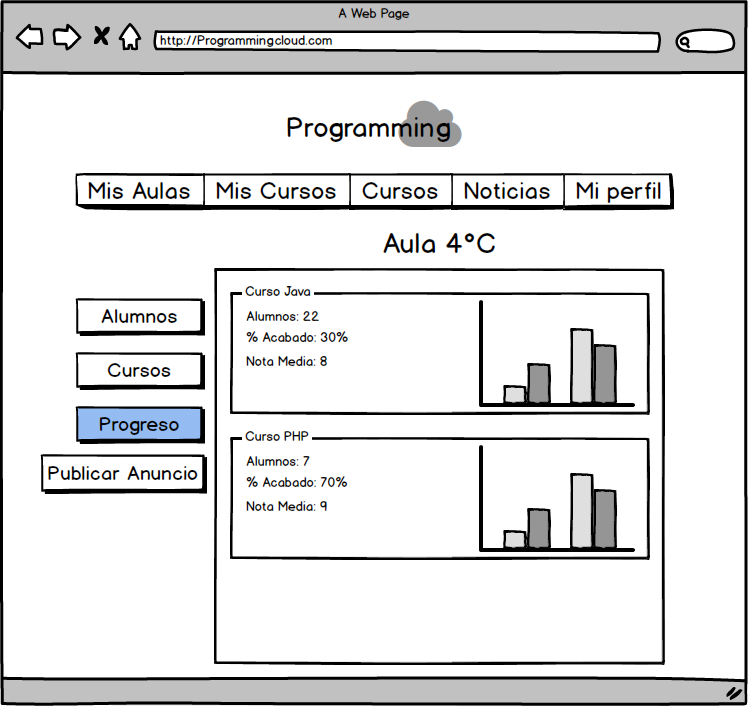 A Web Page
http://Programmingcloud.com
Programming
Mis Aulas Mis Cursos Cursos Noticias Mi perfil
Aula 4°C
Alumnos
Cursos
Progreso
Publicar Anuncio
Curso Java
Alumnos: 22
% Acabado: 30%
Nota Media: 8
Curso PHP
Alumnos: 7
% Acabado: 70%
Nota Media: 9